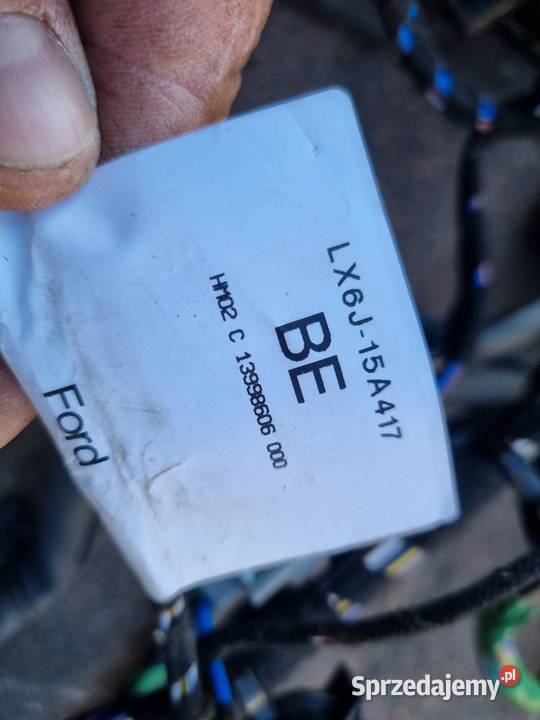 LX6J-15A417
BE
HM02 C 13998606 000
Ford
Sprzedajemy.pl